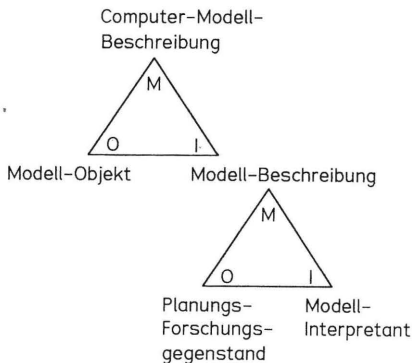 Computer-Modell-
Beschreibung
M
O I
Modell-Objekt Modell-Beschreibung
M
O I
Planungs- Modell-
Forschungs- Interpretant
gegenstand